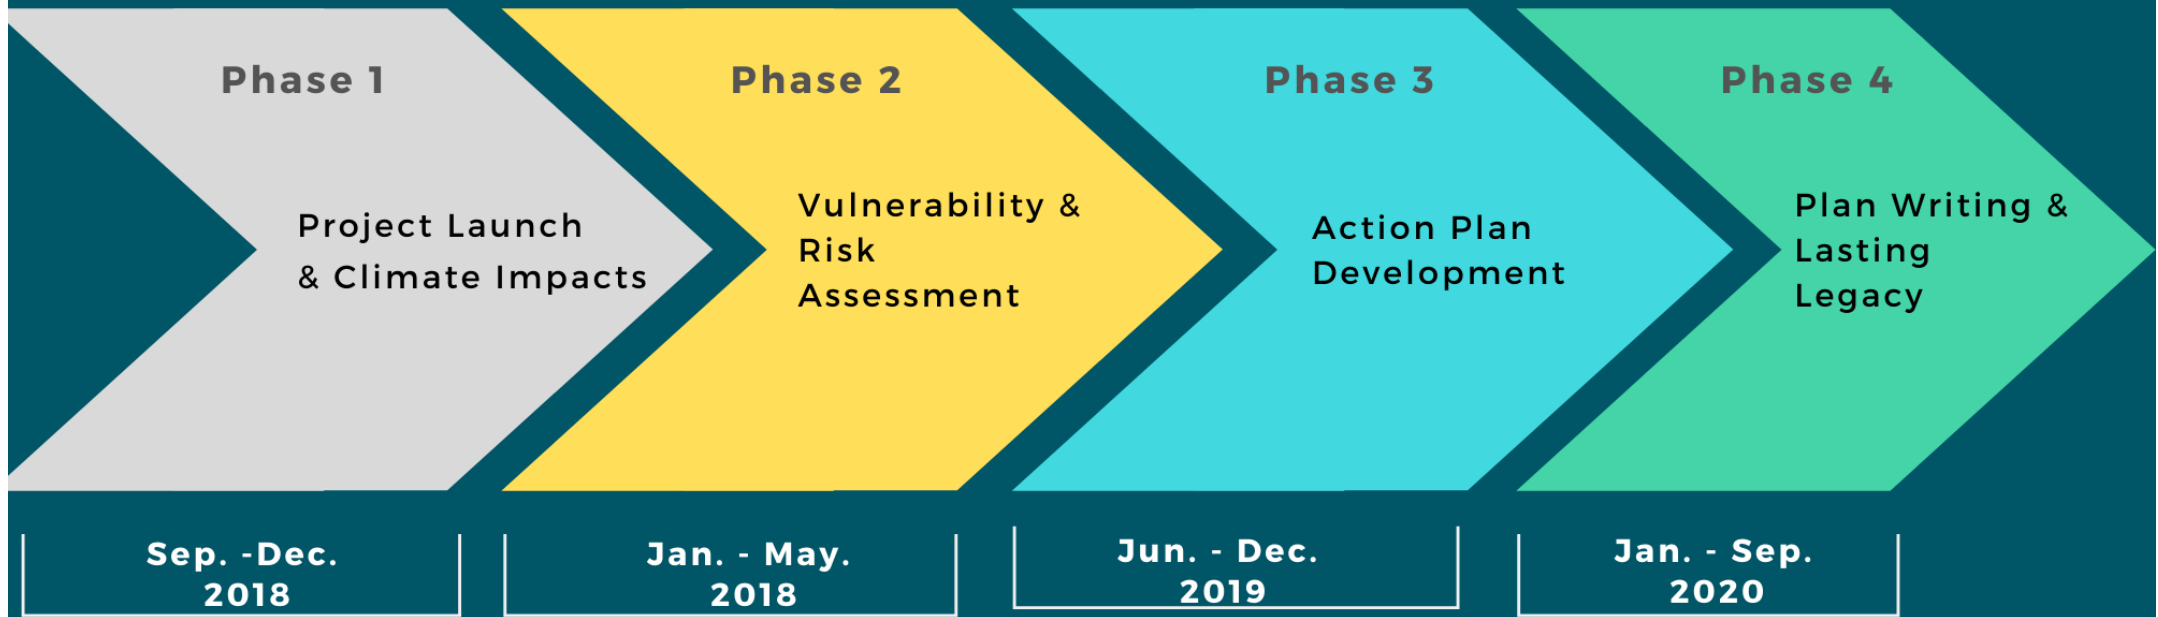 Phase 1
Project Launch
& Climate Impacts
Sep. -Dec.
2018
Phase 2
Vulnerability &
Risk
Assessment
Jan. - May.
2018
Phase 3
Action Plan
Development
Jun. - Dec.
2019
Phase 4
Plan Writing &
Lasting
Legacy
Jan. - Sep.
2020